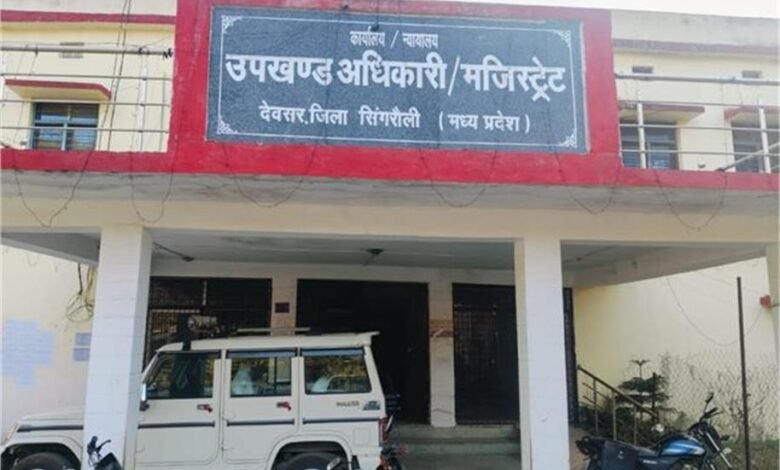 कार्यालय / न्यायालय
उपखण्ड अधिकारी/मजिस्ट्रेट
देवसर, जिला सिंगरौली ( मध्य प्रदेश )